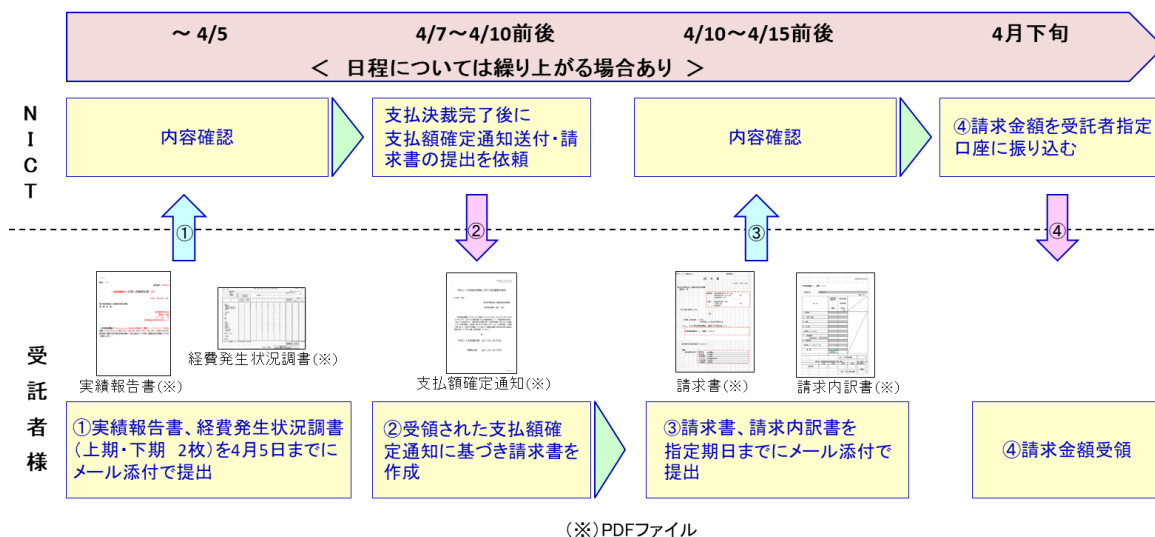 ～ 4/5
4/7～4/10前後
4/10～4/15前後
4月下旬
＜ 日程については繰り上がる場合あり ＞
NICT
内容確認
支払決裁完了後に
支払額確定通知送付・請
求書の提出を依頼
内容確認
④請求金額を受託者指定
口座に振り込む
①
②
③
④
受託者様
実績報告書(※)
経費発生状況調書(※)
支払額確定通知(※)
請求書(※)
請求内訳書(※)
①実績報告書、経費発生状況調書
(上期・下期 2枚)を4月5日までに
メール添付で提出
②受領された支払額確
定通知に基づき請求書を
作成
③請求書、請求内訳書を
指定期日までにメール添付で
提出
④請求金額受領
(※)PDFファイル